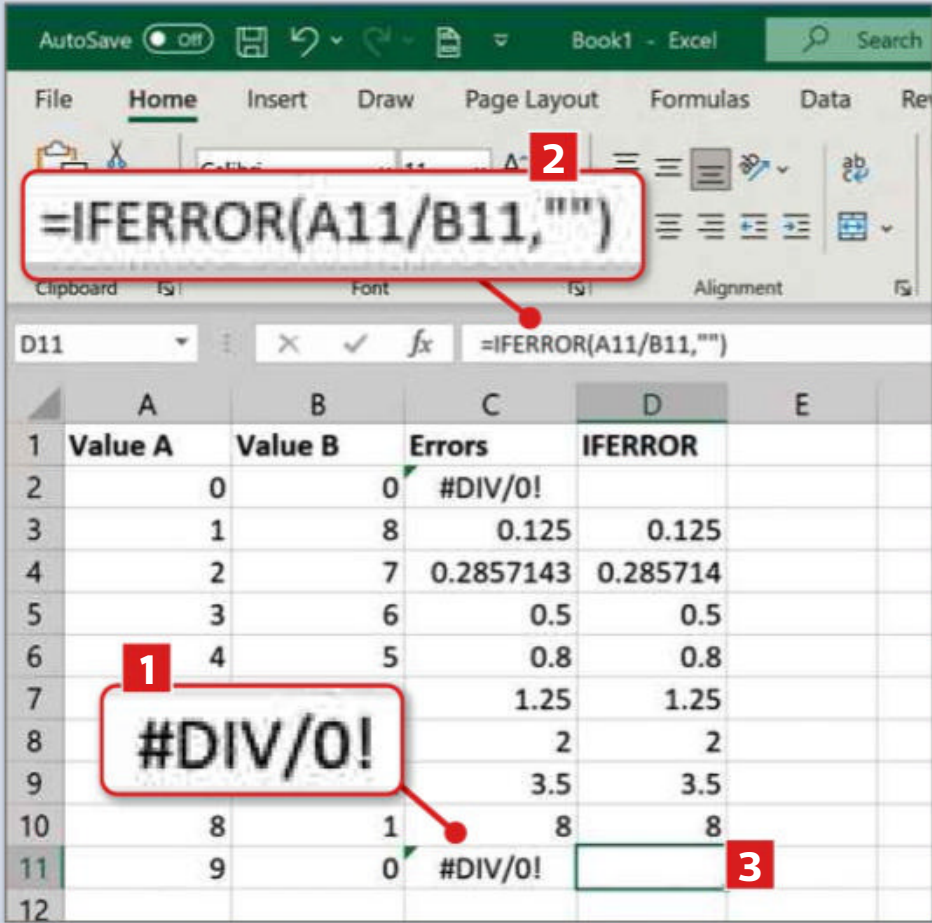 AutoSave Off Book1 - Excel Search
File Home Insert Draw Page Layout Formulas Data Rev
2
=IFERROR(A11/B11,"")
Clipboard Font Alignment
D11 fx =IFERROR(A11/B11,"")
A B C D E
1 Value A Value B Errors IFERROR
2 0 0 #DIV/0!
3 1 8 0.125 0.125
4 2 7 0.2857143 0.285714
5 3 6 0.5 0.5
6 4 5 0.8 0.8
1
7 1.25 1.25
#DIV/0!
8 2 2
9 3.5 3.5
10 8 1 8 8
11 9 0 #DIV/0!
3
12